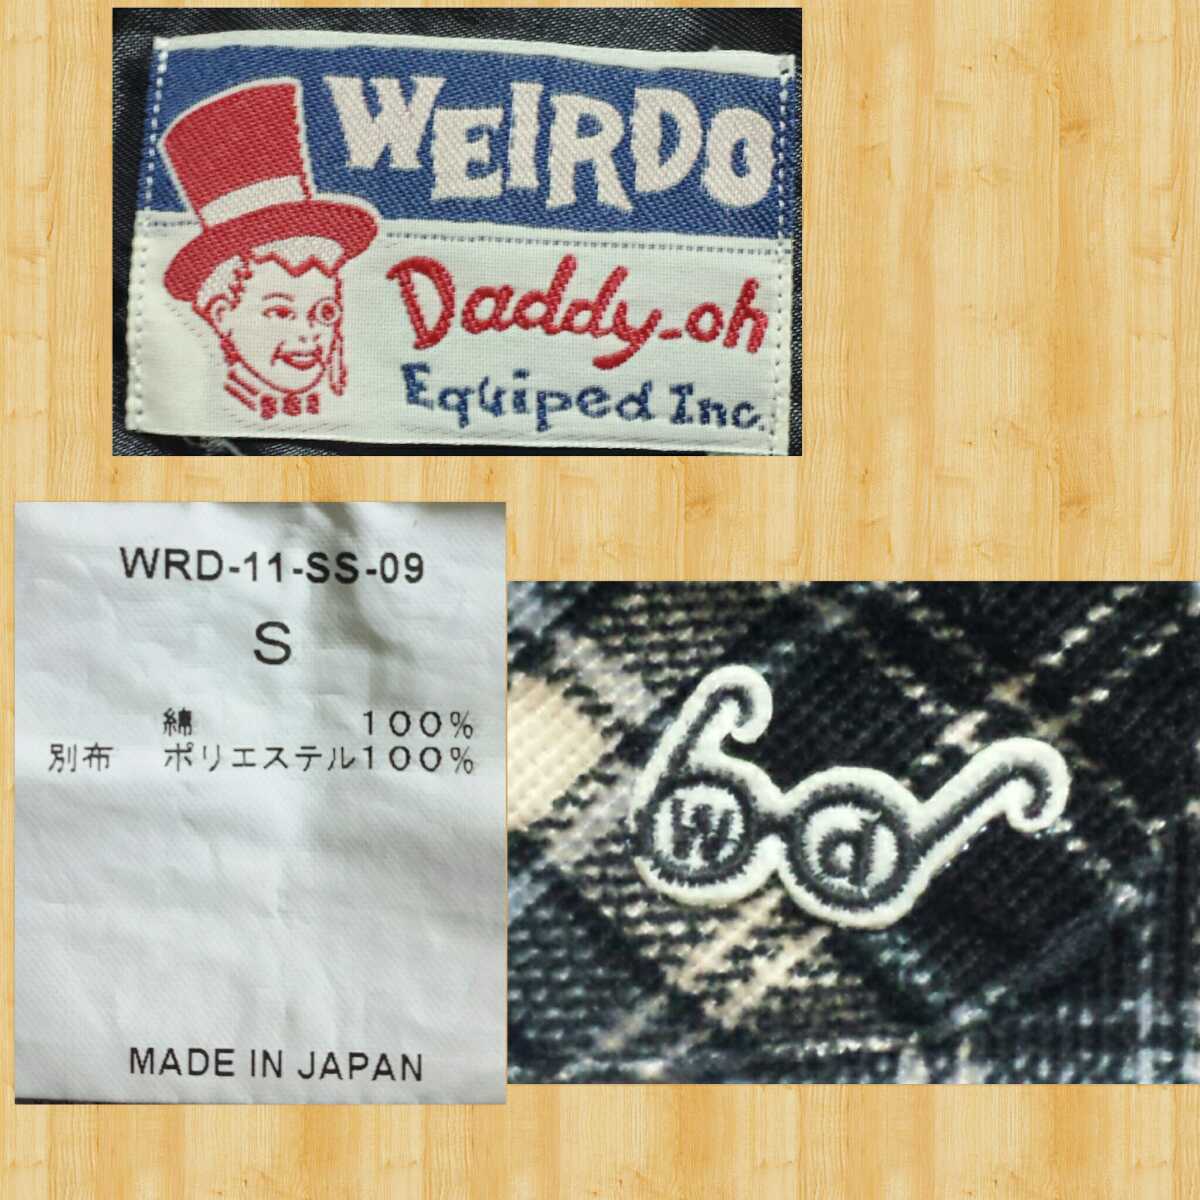 WEIRDO
Daddy-oh
Equiped Inc.
WRD-11-SS-09
S
綿 100%
別布 ポリエステル100%
MADE IN JAPAN
w d